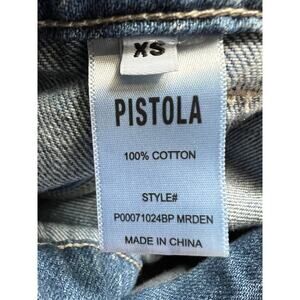 XS
PISTOLA
100% COTTON
STYLE#
P00071024BP MRDEN
MADE IN CHINA